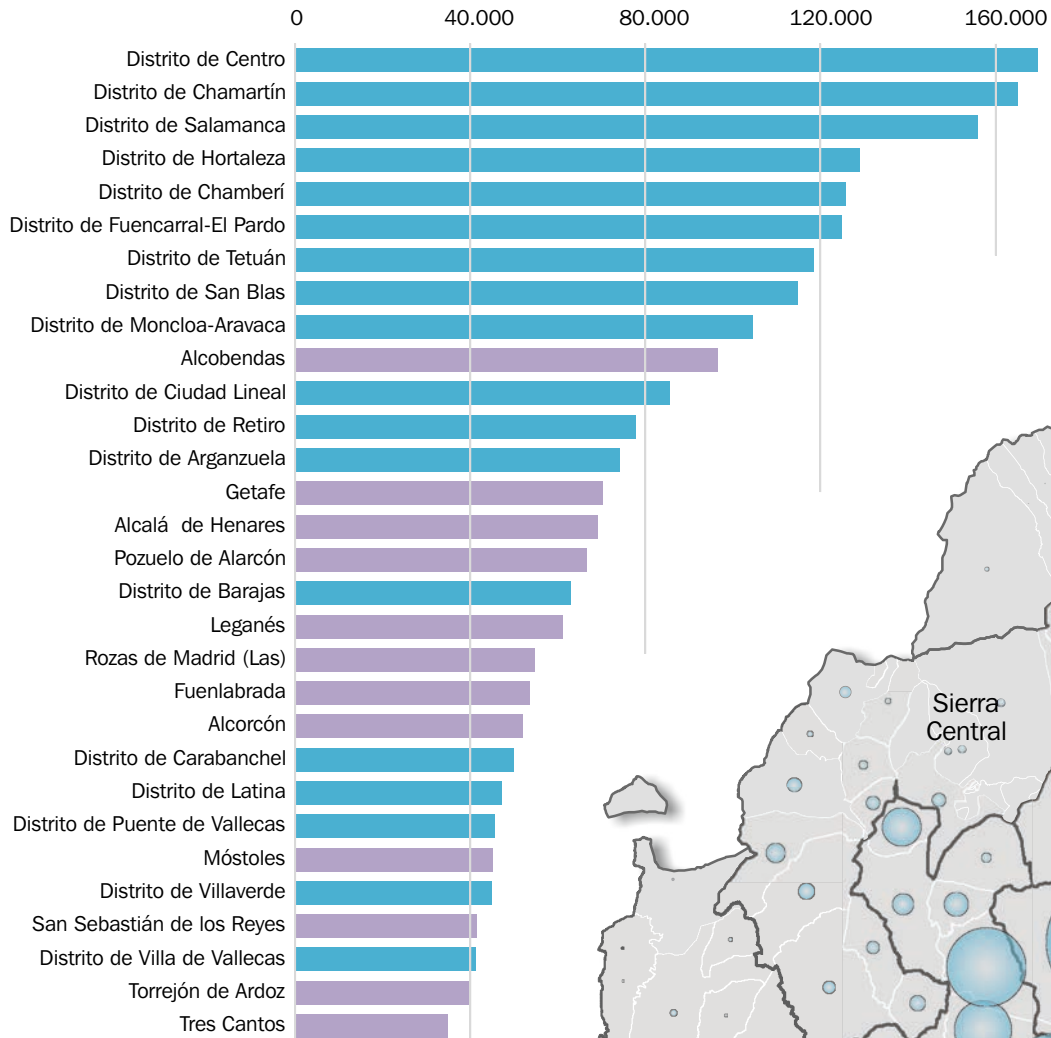 0 40.000 80.000 120.000 160.000
Distrito de Centro
Distrito de Chamartín
Distrito de Salamanca
Distrito de Hortaleza
Distrito de Chamberí
Distrito de Fuencarral-El Pardo
Distrito de Tetuán
Distrito de San Blas
Distrito de Moncloa-Aravaca
Alcobendas
Distrito de Ciudad Lineal
Distrito de Retiro
Distrito de Arganzuela
Getafe
Alcalá  de Henares
Pozuelo de Alarcón
Distrito de Barajas
Leganés
Rozas de Madrid (Las)
Fuenlabrada
Alcorcón
Distrito de Carabanchel
Distrito de Latina
Distrito de Puente de Vallecas
Móstoles
Distrito de Villaverde
San Sebastián de los Reyes
Distrito de Villa de Vallecas
Torrejón de Ardoz
Tres Cantos
Sierra
Central